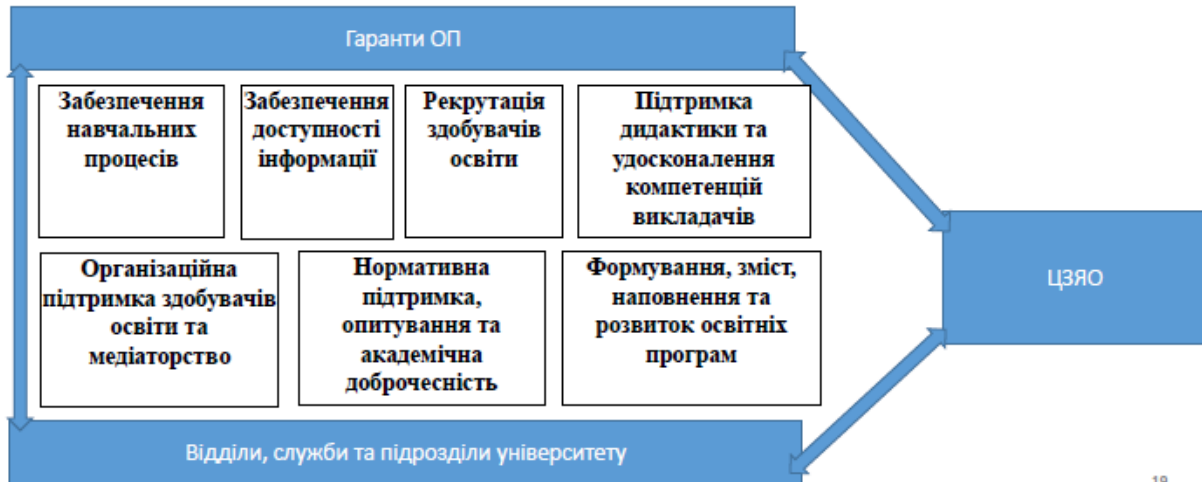 Гаранти ОП
Забезпечення
навчальних
процесів
Забезпечення
доступності
інформації
Рекрутація
здобувачів
освіти
Підтримка
дидактики та
удосконалення
компетенцій
викладачів
ЦЗЯО
Організаційна
підтримка здобувачів
освіти та
медіаторство
Нормативна
підтримка,
опитування та
академічна
доброчесність
Формування, зміст,
наповнення та
розвиток освітніх
програм
Відділи, служби та підрозділи університету
19